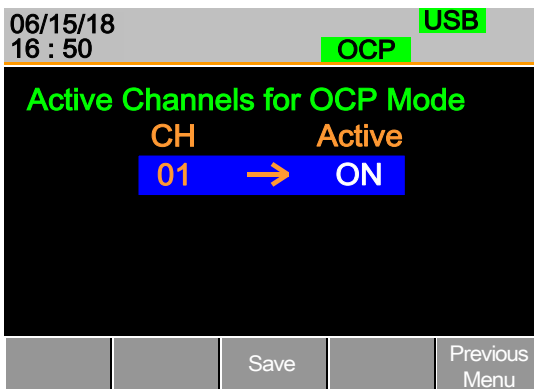 06/15/18 USB
16 : 50 OCP
Active Channels for OCP Mode
CH Active
01 → ON
Save Previous
Menu